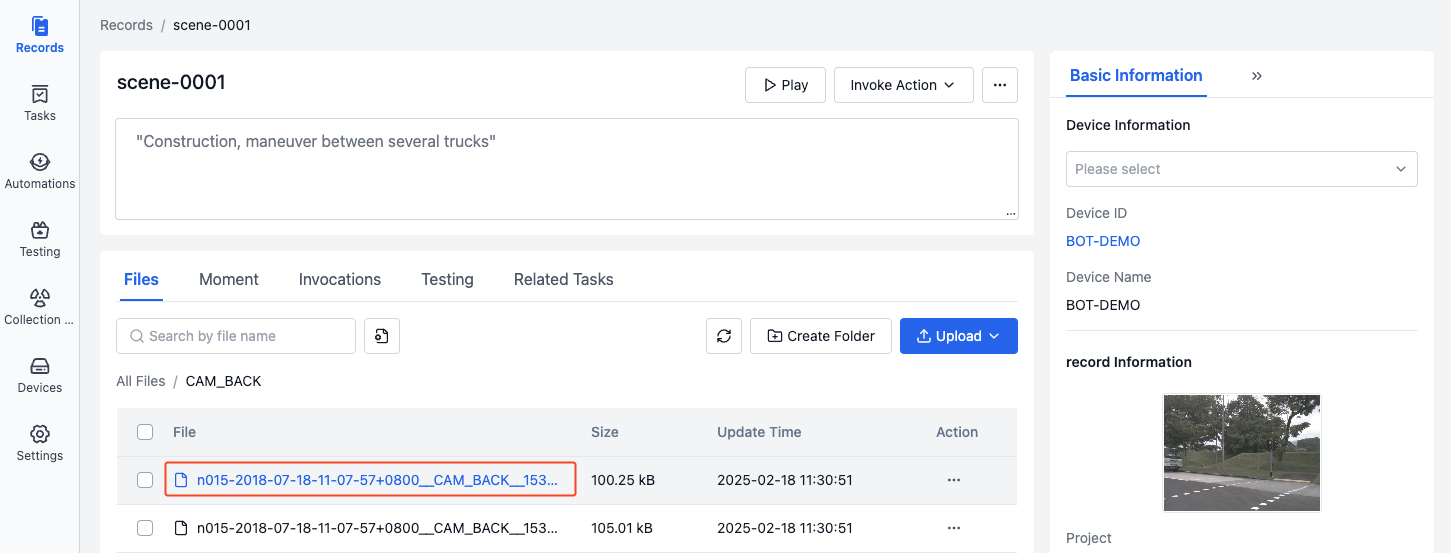 Records
Tasks
Automations
Testing
Collection ...
Devices
Settings
Records / scene-0001
scene-0001
Play
Invoke Action
...
"Construction, maneuver between several trucks"
...
Files Moment Invocations Testing Related Tasks
Search by file name
Create Folder
Upload
All Files / CAM_BACK
File Size Update Time Action
n015-2018-07-18-11-07-57+0800__CAM_BACK__153... 100.25 kB 2025-02-18 11:30:51 ...
n015-2018-07-18-11-07-57+0800__CAM_BACK__153... 105.01 kB 2025-02-18 11:30:51 ...
Basic Information »
Device Information
Please select
Device ID
BOT-DEMO
Device Name
BOT-DEMO
record Information
Project